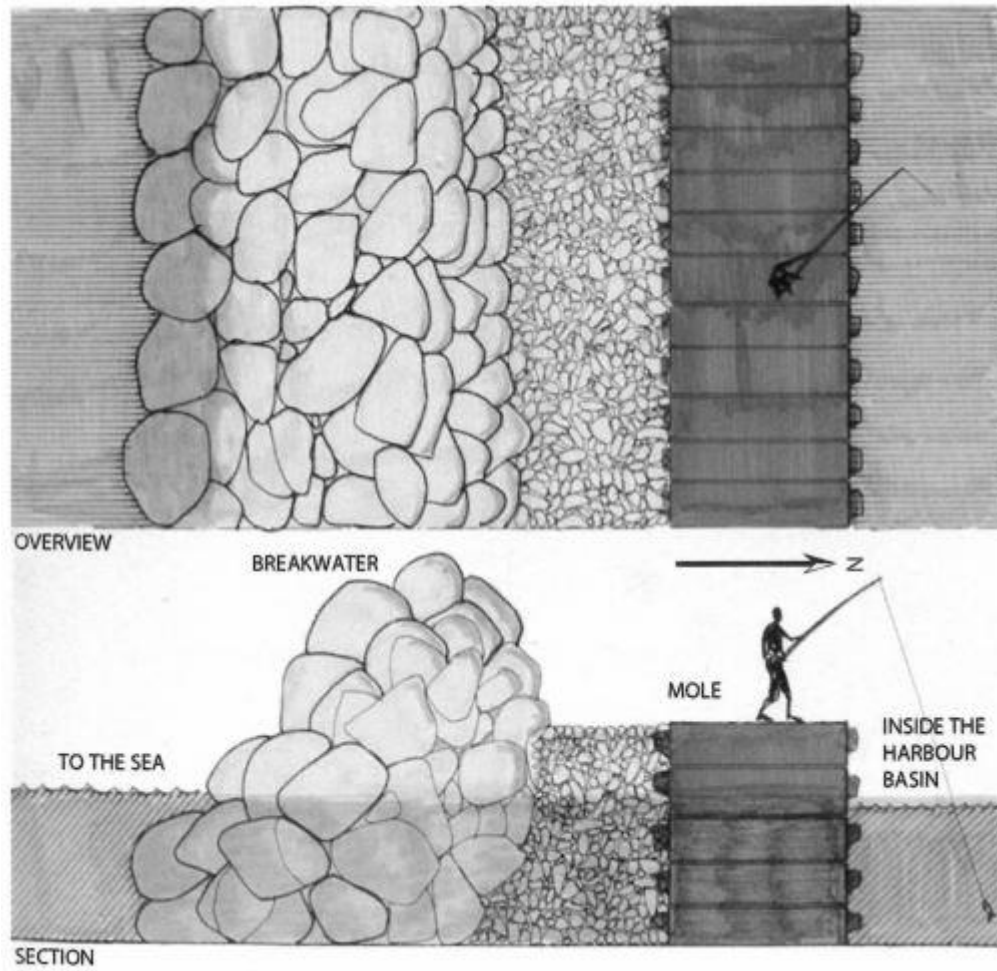 OVERVIEW
BREAKWATER
N
MOLE
TO THE SEA
INSIDE THE
HARBOUR
BASIN
SECTION